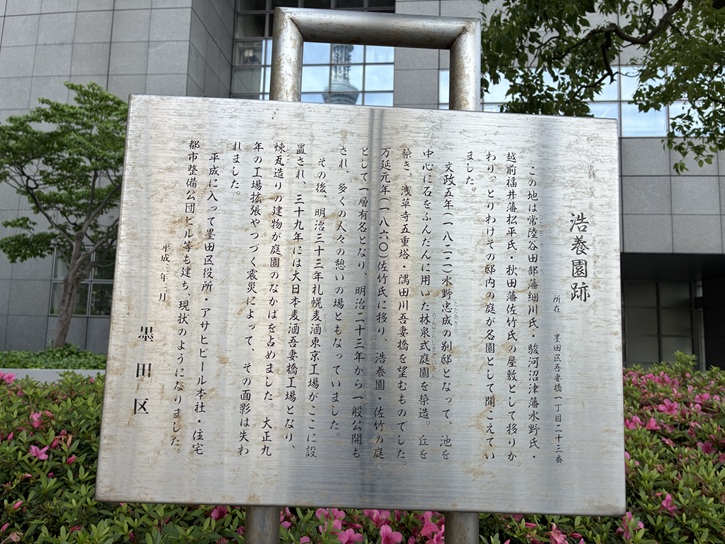 浩養園跡
所在 墨田区吾妻橋一丁目二十三番
この地は常陸谷田部藩細川氏・駿河沼津藩水野氏・
越前福井藩松平氏・秋田藩佐竹氏の屋敷として移りか
わり、とりわけその邸内の庭が名園として聞こえてい
ました。
文政五年(一八二二)水野忠成の別邸となって、池を
中心に石をふんだんに用いた林泉式庭園を築造。丘を
築き、浅草寺五重塔・隅田川吾妻橋を望むものでした。
万延元年(一八六〇)佐竹氏に移り、浩養園・佐竹の庭
として一層有名となり、明治二十三年から一般公開も
され、多くの人々の憩いの場ともなっていました。
その後、明治三十三年札幌麦酒東京工場がここに設
置され、三十九年には大日本麦酒吾妻橋工場となり、
煉瓦造りの建物が庭園のなかばを占めました。大正九
年の工場拡張やつづく震災によって、その面影は失わ
れました。
平成に入って墨田区役所・アサヒビール本社・住宅
都市整備公団ビル等も建ち、現状のようになりました。
平成 年三月
墨田区